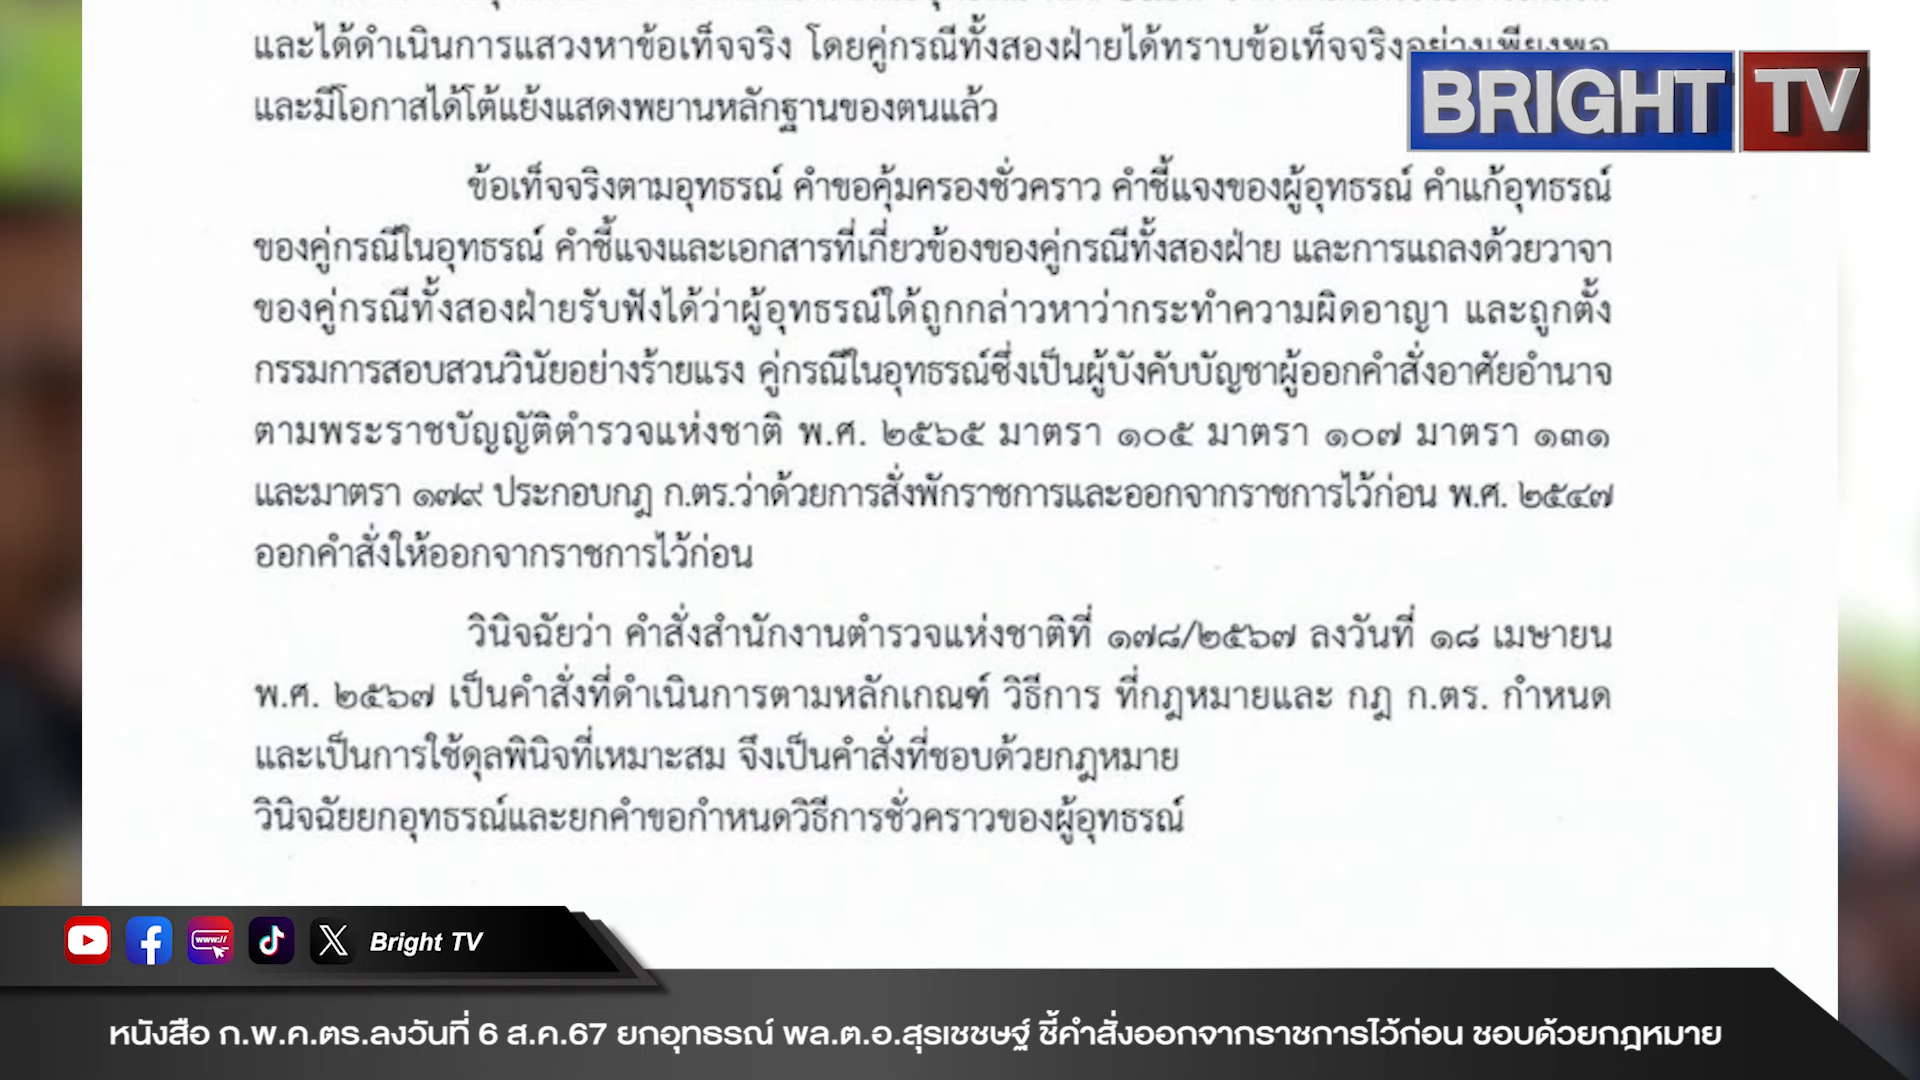 และได้ดำเนินการแสวงหาข้อเท็จจริง โดยคู่กรณีทั้งสองฝ่ายได้ทราบข้อเท็จจริงอย่างเพียงพอ
และมีโอกาสได้โต้แย้งแสดงพยานหลักฐานของตนแล้ว
BRIGHT TV
ข้อเท็จจริงตามอุทธรณ์ คำขอคุ้มครองชั่วคราว คำชี้แจงของผู้อุทธรณ์ คำแก้อุทธรณ์
ของคู่กรณีในอุทธรณ์ คำชี้แจงและเอกสารที่เกี่ยวข้องของคู่กรณีทั้งสองฝ่าย และการแถลงด้วยวาจา
ของคู่กรณีทั้งสองฝ่ายรับฟังได้ว่าผู้อุทธรณ์ได้ถูกกล่าวหาว่ากระทำความผิดอาญา และถูกตั้ง
กรรมการสอบสวนวินัยอย่างร้ายแรง คู่กรณีในอุทธรณ์ซึ่งเป็นผู้บังคับบัญชาผู้ออกคำสั่งอาศัยอำนาจ
ตามพระราชบัญญัติตำรวจแห่งชาติ พ.ศ. ๒๕๖๕ มาตรา ๑๐๕ มาตรา ๑๐๗ มาตรา ๑๓๑
และมาตรา ๑๗๙ ประกอบกฎ ก.ตร.ว่าด้วยการสั่งพักราชการและออกจากราชการไว้ก่อน พ.ศ. ๒๕๔๗
ออกคำสั่งให้ออกจากราชการไว้ก่อน
วินิจฉัยว่า คำสั่งสำนักงานตำรวจแห่งชาติที่ ๑๗๘/๒๕๖๗ ลงวันที่ ๑๘ เมษายน
พ.ศ. ๒๕๖๗ เป็นคำสั่งที่ดำเนินการตามหลักเกณฑ์ วิธีการ ที่กฎหมายและ กฎ ก.ตร. กำหนด
และเป็นการใช้ดุลพินิจที่เหมาะสม จึงเป็นคำสั่งที่ชอบด้วยกฎหมาย
วินิจฉัยยกอุทธรณ์และยกคำขอกำหนดวิธีการชั่วคราวของผู้อุทธรณ์
www://
Bright TV
หนังสือ ก.พ.ค.ตร.ลงวันที่ 6 ส.ค.67 ยกอุทธรณ์ พล.ต.อ.สุรเชชษฐ์ ชี้คำสั่งออกจากราชการไว้ก่อน ชอบด้วยกฎหมาย